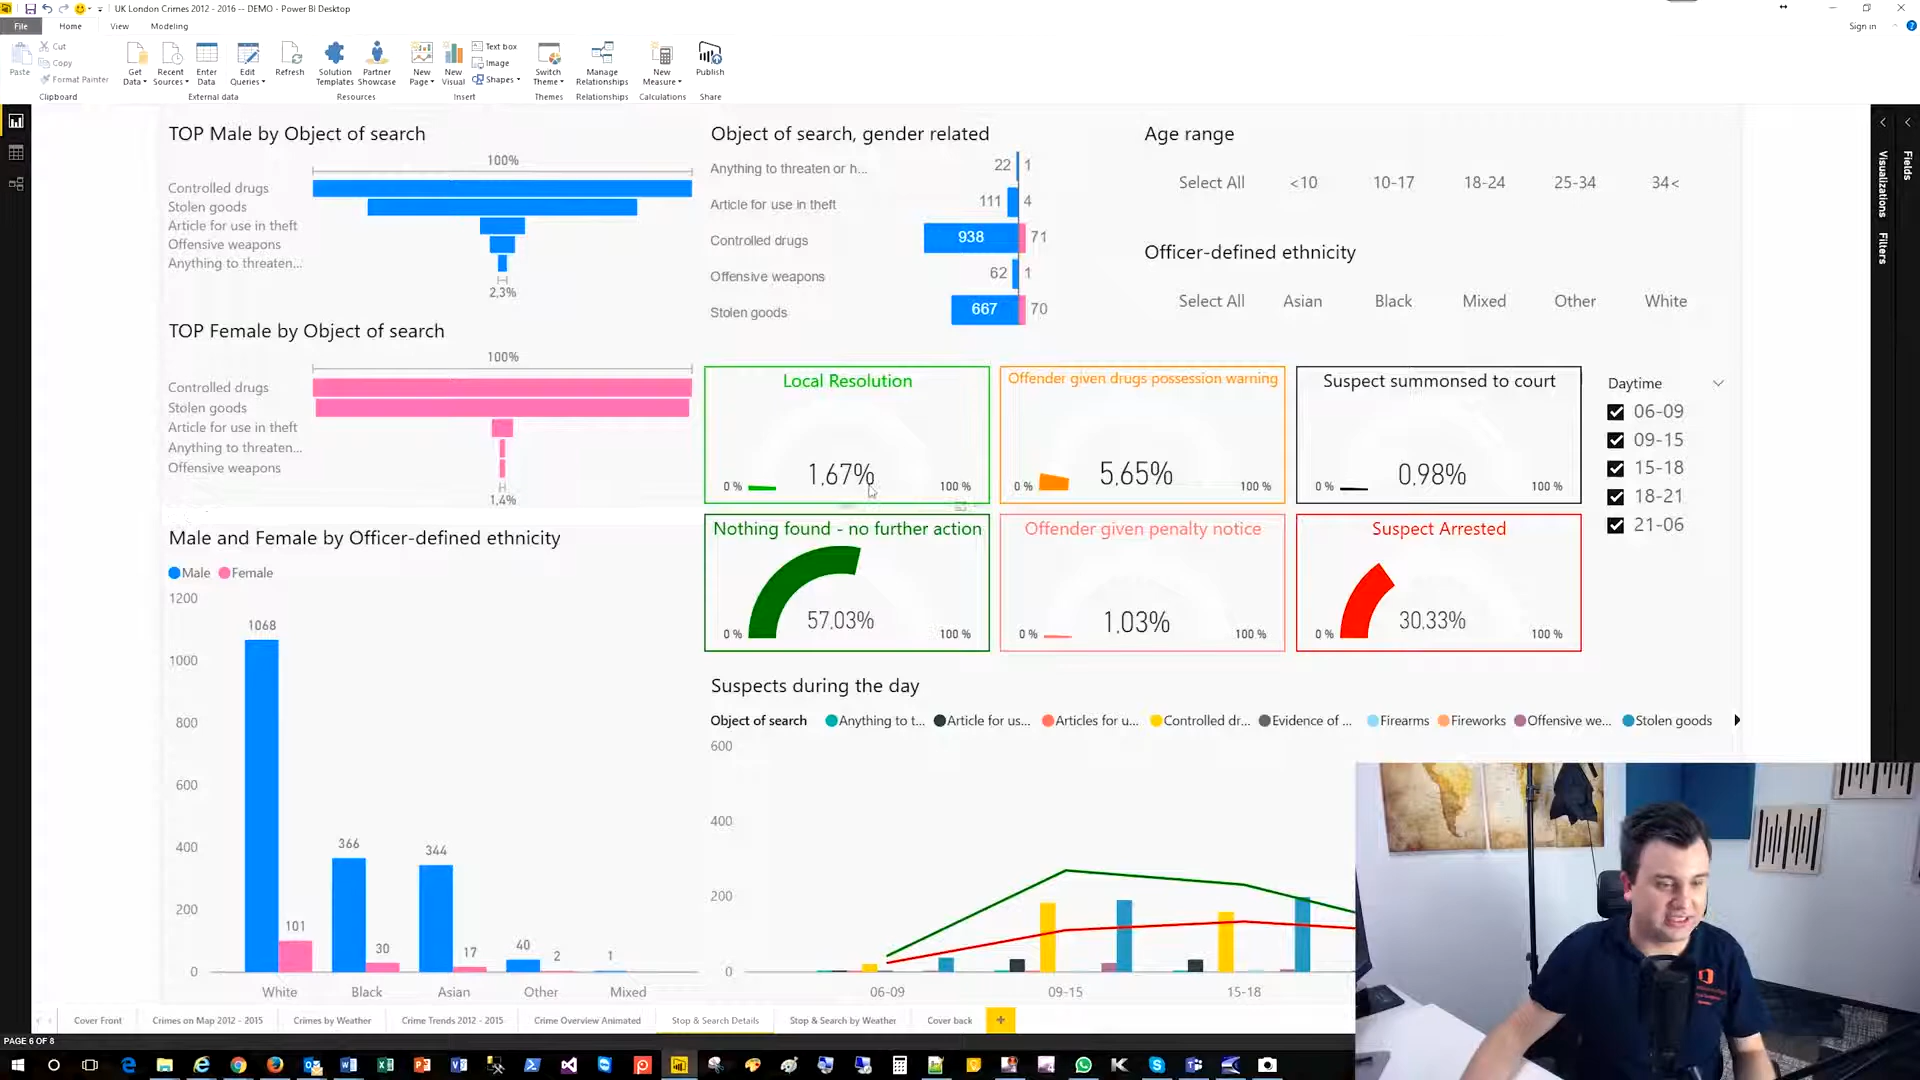 UK London Crimes 2012 - 2016 -- DEMO - Power BI Desktop
File Home View Modeling
Sign in
Paste
Cut
Copy
Format Painter
Clipboard
Get Data
Recent Sources
Enter Data
Edit Queries
External data
Refresh
Solution Templates
Partner Showcase
Resources
New Page
New Visual
Text box
Image
Shapes
Insert
Switch Theme
Themes
Manage Relationships
Relationships
New Measure
Calculations
Publish
Share
TOP Male by Object of search
100%
Controlled drugs
Stolen goods
Article for use in theft
Offensive weapons
Anything to threaten...
2,3%
TOP Female by Object of search
100%
Controlled drugs
Stolen goods
Article for use in theft
Anything to threaten...
Offensive weapons
1,4%
Object of search, gender related
Anything to threaten or h... 22 1
Article for use in theft 111 4
Controlled drugs 938 71
Offensive weapons 62 1
Stolen goods 667 70
Age range
Select All <10 10-17 18-24 25-34 34<
Officer-defined ethnicity
Select All Asian Black Mixed Other White
Local Resolution
1,67%
0 % 100 %
Offender given drugs possession warning
5,65%
0 % 100 %
Suspect summonsed to court
0,98%
0 % 100 %
Nothing found - no further action
57,03%
0 % 100 %
Offender given penalty notice
1,03%
0 % 100 %
Suspect Arrested
30,33%
0 % 100 %
Daytime
06-09
09-15
15-18
18-21
21-06
Visualizations
Filters
Fields
Male and Female by Officer-defined ethnicity
Male Female
1200
1000
800
600
400
200
0
1068 101
366 30
344 17
40 2
1
White Black Asian Other Mixed
Suspects during the day
Object of search Anything to t... Article for us... Articles for u... Controlled dr... Evidence of ... Firearms Fireworks Offensive we... Stolen goods
600
400
200
0
06-09 09-15 15-18
Cover Front Crimes on Map 2012 - 2015 Crimes by Weather Crime Trends 2012 - 2015 Crime Overview Animated Stop & Search Details Stop & Search by Weather Cover back +
PAGE 6 OF 8